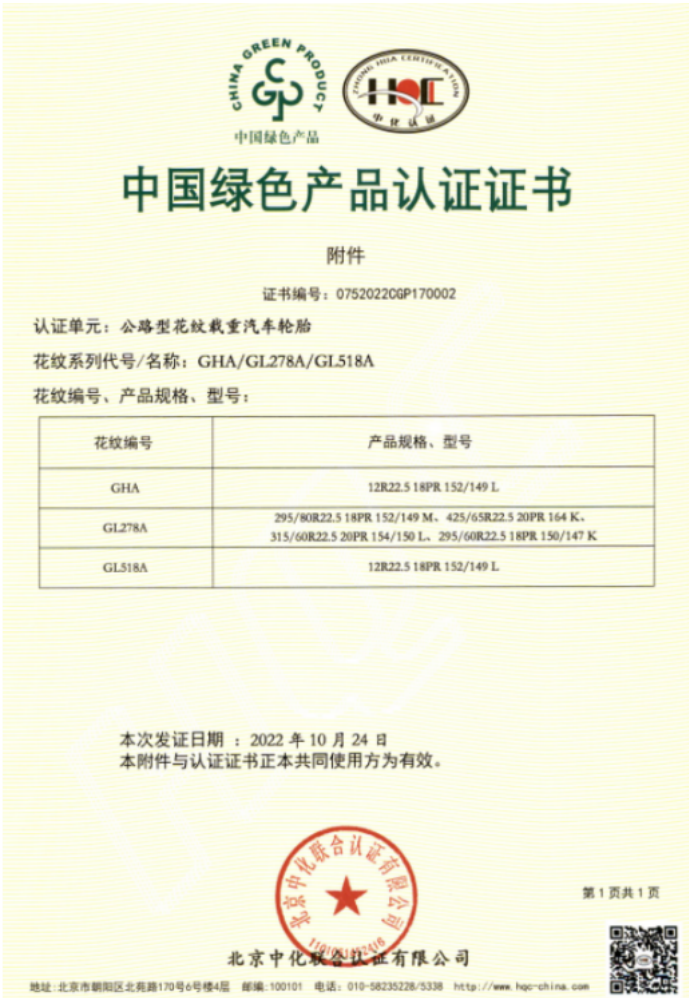 CHINA GREEN PRODUCT
CGP
中国绿色产品
ZHONG HUA CERTIFICATION
HQC
中化认证
中国绿色产品认证证书
附件
证书编号：0752022CGP170002
认证单元：公路型花纹载重汽车轮胎
花纹系列代号/名称：GHA/GL278A/GL518A
花纹编号、产品规格、型号：
花纹编号 产品规格、型号
GHA 12R22.5 18PR 152/149 L
GL278A 295/80R22.5 18PR 152/149 M、425/65R22.5 20PR 164 K、
315/60R22.5 20PR 154/150 L、295/60R22.5 18PR 150/147 K
GL518A 12R22.5 18PR 152/149 L
本次发证日期 ：2022 年 10 月 24 日
本附件与认证证书正本共同使用方为有效。
北京中化联合认证有限公司
第 1 页共 1 页
北京中化联合认证有限公司
地址:北京市朝阳区北苑路170号6号楼4层 邮编:100101 电话: 010-58235228/5338 http://www.hqc-china.com